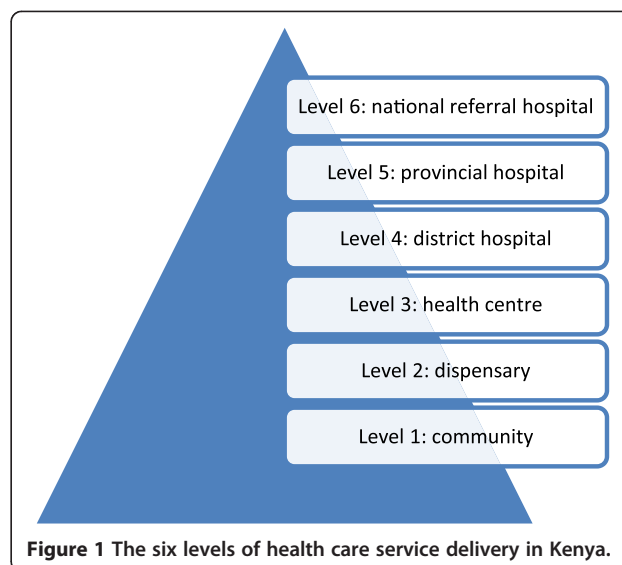 Level 6: national referral hospital
Level 5: provincial hospital
Level 4: district hospital
Level 3: health centre
Level 2: dispensary
Level 1: community
Figure 1 The six levels of health care service delivery in Kenya.